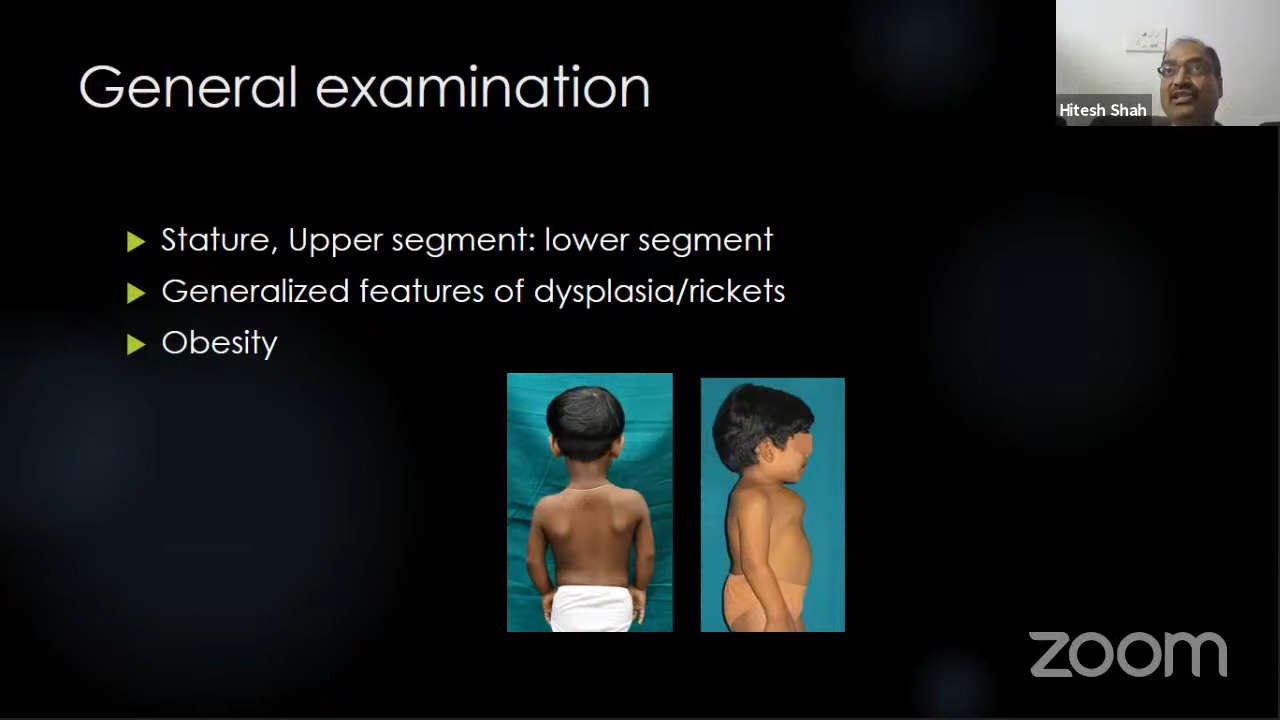 General examination
Hitesh Shah
Stature, Upper segment: lower segment
Generalized features of dysplasia/rickets
Obesity
zoom